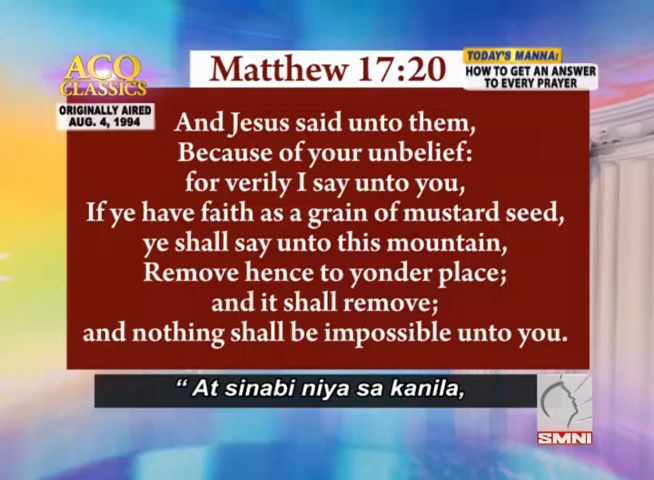 ACQ
CLASSICS
ORIGINALLY AIRED
AUG. 4, 1994
Matthew 17:20
TODAY'S MANNA:
HOW TO GET AN ANSWER
TO EVERY PRAYER
And Jesus said unto them,
Because of your unbelief:
for verily I say unto you,
If ye have faith as a grain of mustard seed,
ye shall say unto this mountain,
Remove hence to yonder place;
and it shall remove;
and nothing shall be impossible unto you.
“ At sinabi niya sa kanila,
SMNI